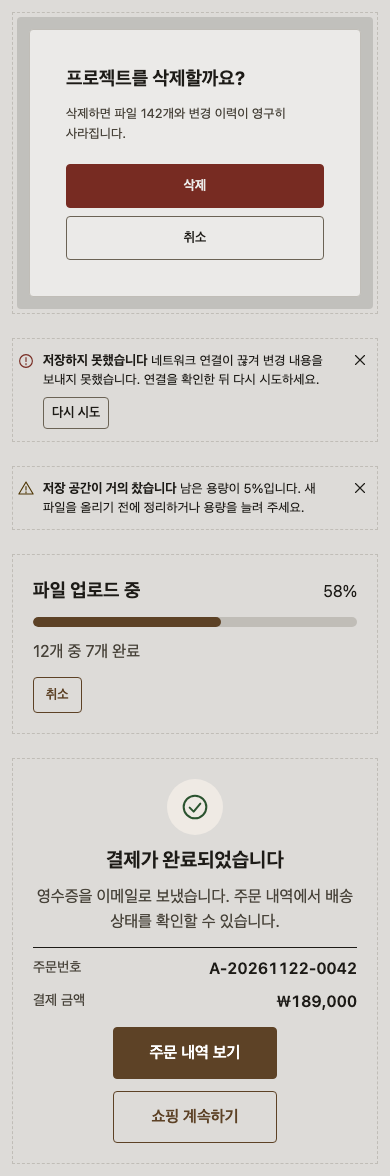 프로젝트를 삭제할까요?
삭제하면 파일 142개와 변경 이력이 영구히
사라집니다.
삭제
취소
저장하지 못했습니다 네트워크 연결이 끊겨 변경 내용을
보내지 못했습니다. 연결을 확인한 뒤 다시 시도하세요.
다시 시도
저장 공간이 거의 찼습니다 남은 용량이 5%입니다. 새
파일을 올리기 전에 정리하거나 용량을 늘려 주세요.
파일 업로드 중 58%
12개 중 7개 완료
취소
결제가 완료되었습니다
영수증을 이메일로 보냈습니다. 주문 내역에서 배송
상태를 확인할 수 있습니다.
주문번호 A-20261122-0042
결제 금액 ₩189,000
주문 내역 보기
쇼핑 계속하기